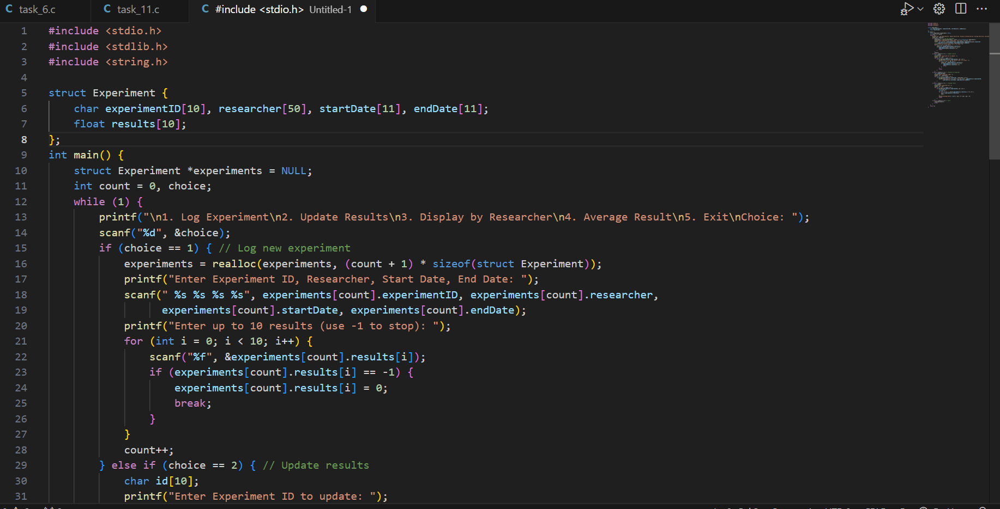 C task_6.c C task_11.c C #include <stdio.h> Untitled-1
1 #include <stdio.h>
2 #include <stdlib.h>
3 #include <string.h>
4
5 struct Experiment {
6 char experimentID[10], researcher[50], startDate[11], endDate[11];
7 float results[10];
8 };
9 int main() {
10 struct Experiment *experiments = NULL;
11 int count = 0, choice;
12 while (1) {
13 printf("\n1. Log Experiment\n2. Update Results\n3. Display by Researcher\n4. Average Result\n5. Exit\nChoice: ");
14 scanf("%d", &choice);
15 if (choice == 1) { // Log new experiment
16 experiments = realloc(experiments, (count + 1) * sizeof(struct Experiment));
17 printf("Enter Experiment ID, Researcher, Start Date, End Date: ");
18 scanf(" %s %s %s %s", experiments[count].experimentID, experiments[count].researcher,
19 experiments[count].startDate, experiments[count].endDate);
20 printf("Enter up to 10 results (use -1 to stop): ");
21 for (int i = 0; i < 10; i++) {
22 scanf("%f", &experiments[count].results[i]);
23 if (experiments[count].results[i] == -1) {
24 experiments[count].results[i] = 0;
25 break;
26 }
27 }
28 count++;
29 } else if (choice == 2) { // Update results
30 char id[10];
31 printf("Enter Experiment ID to update: ");